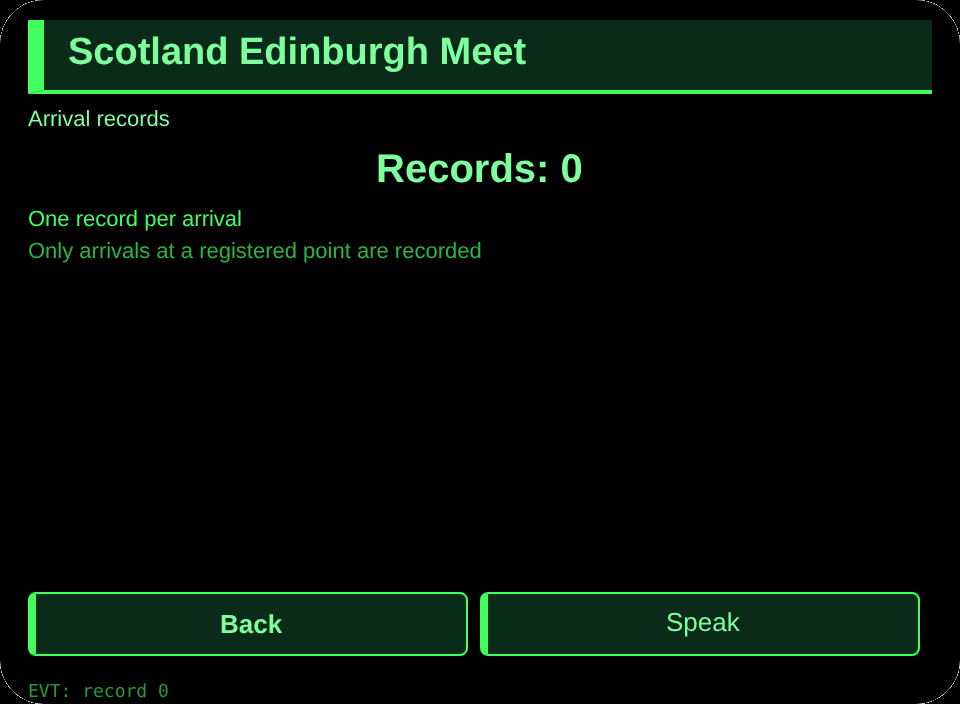 Scotland Edinburgh Meet
Arrival records
Records: 0
One record per arrival
Only arrivals at a registered point are recorded
Back
Speak
EVT: record 0